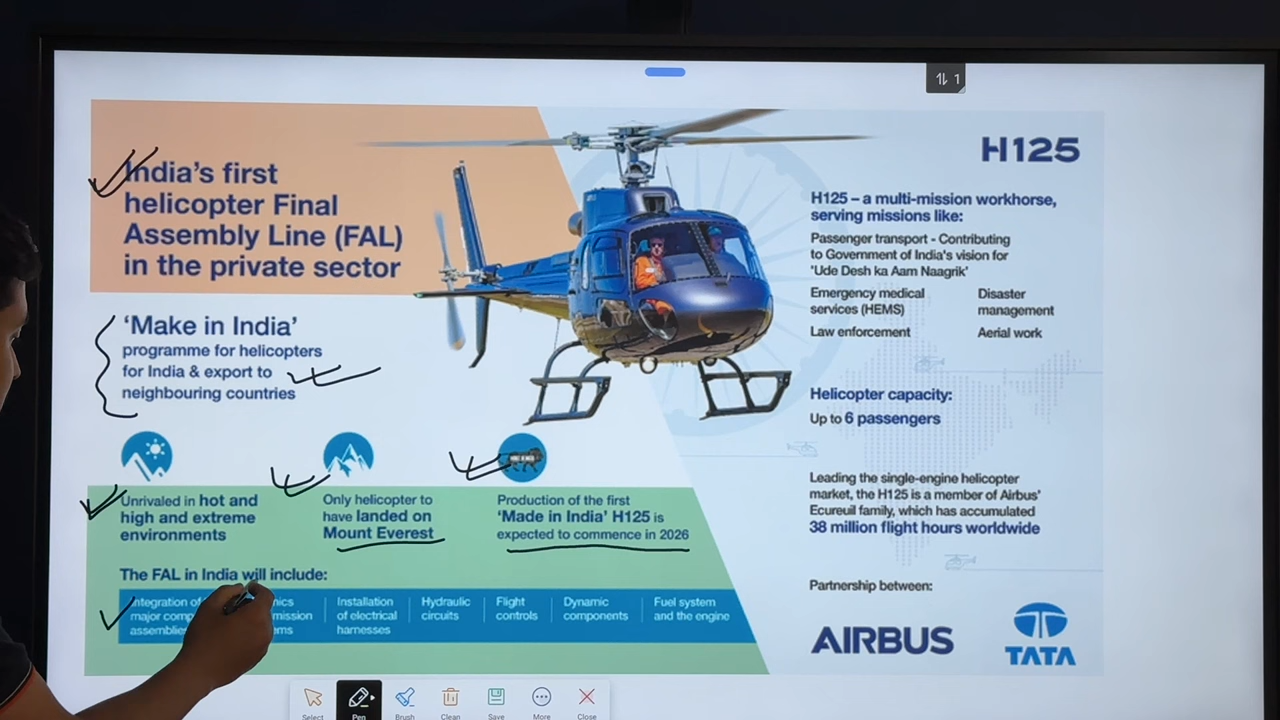 1
India's first
helicopter Final
Assembly Line (FAL)
in the private sector
'Make in India'
programme for helicopters
for India & export to
neighbouring countries
Unrivaled in hot and
high and extreme
environments
Only helicopter to
have landed on
Mount Everest
Production of the first
'Made in India' H125 is
expected to commence in 2026
The FAL in India will include:
Integration of
major
Installation
of electrical
harnesses
Hydraulic
circuits
Flight
controls
Dynamic
components
Fuel system
and the engine
H125
H125 – a multi-mission workhorse,
serving missions like:
Passenger transport - Contributing
to Government of India's vision for
'Ude Desh ka Aam Naagrik'
Emergency medical
services (HEMS)
Disaster
management
Law enforcement
Aerial work
Helicopter capacity:
Up to 6 passengers
Leading the single-engine helicopter
market, the H125 is a member of Airbus'
Ecureuil family, which has accumulated
38 million flight hours worldwide
Partnership between:
AIRBUS
TATA
Select
Pen
Brush
Clean
Save
More
Close